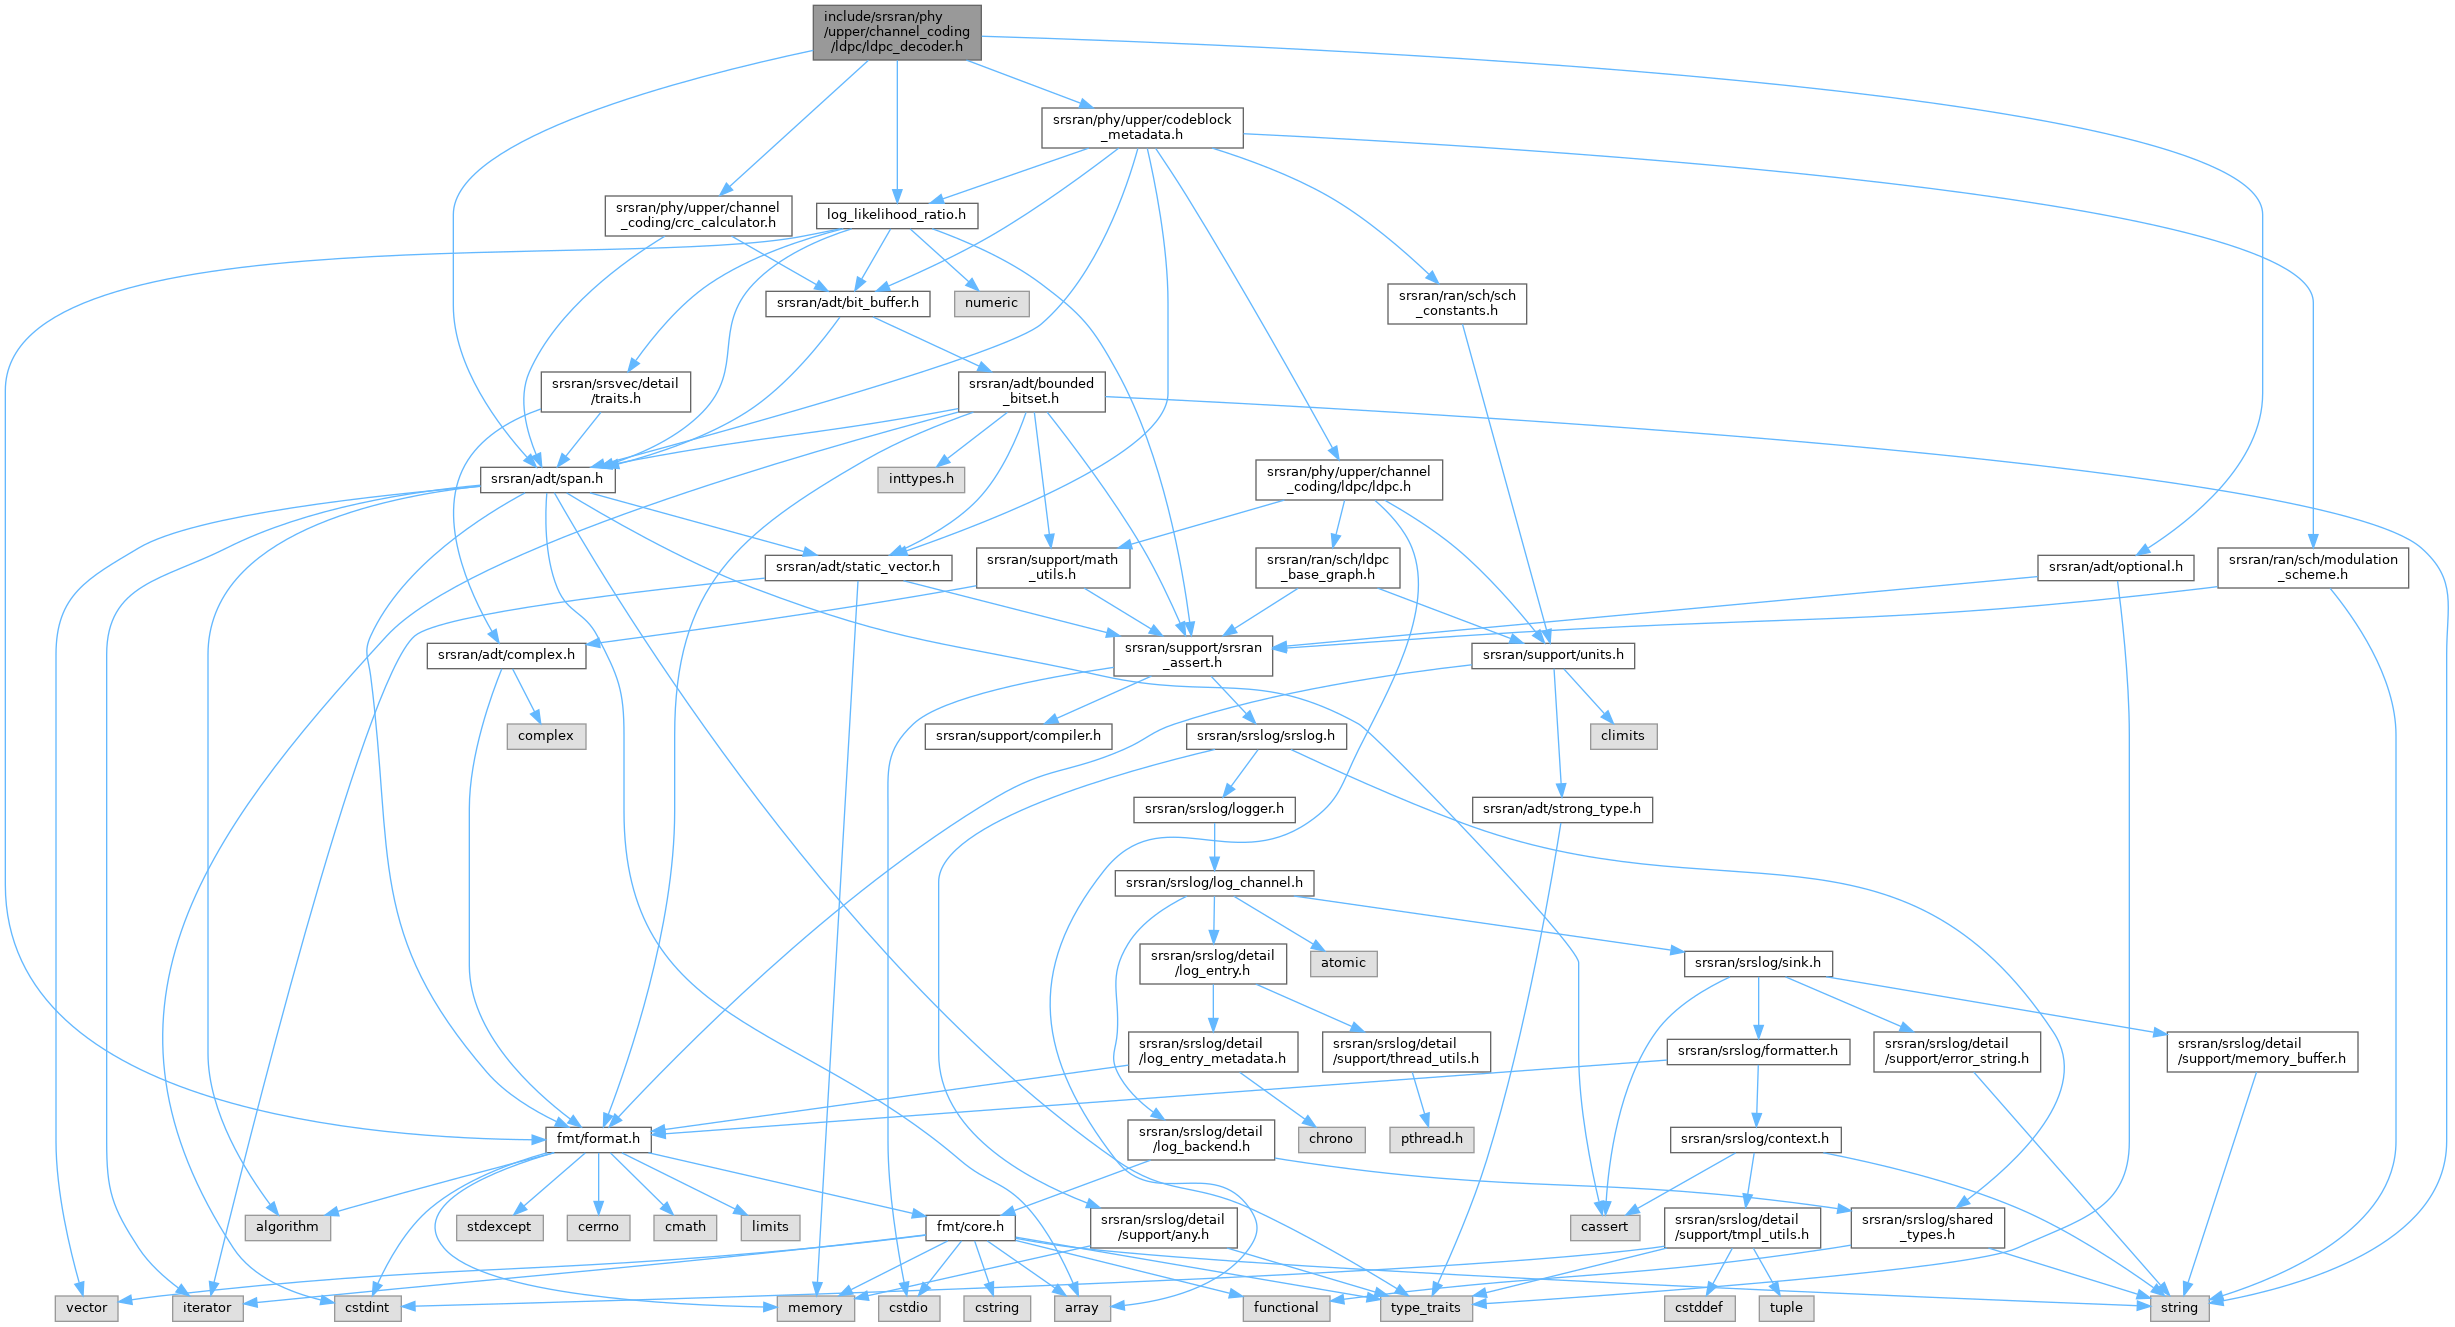 include/srsran/phy
/upper/channel_coding
/ldpc/ldpc_decoder.h
srsran/phy/upper/codeblock
_metadata.h
srsran/phy/upper/channel
_coding/crc_calculator.h
log_likelihood_ratio.h
srsran/adt/bit_buffer.h
numeric
srsran/ran/sch/sch
_constants.h
srsran/srsvec/detail
/traits.h
srsran/adt/bounded
_bitset.h
srsran/adt/span.h
inttypes.h
srsran/phy/upper/channel
_coding/ldpc/ldpc.h
srsran/adt/static_vector.h
srsran/support/math
_utils.h
srsran/ran/sch/ldpc
_base_graph.h
srsran/adt/optional.h
srsran/ran/sch/modulation
_scheme.h
srsran/adt/complex.h
srsran/support/srsran
_assert.h
srsran/support/units.h
complex
srsran/support/compiler.h
srsran/srslog/srslog.h
climits
srsran/srslog/logger.h
srsran/adt/strong_type.h
srsran/srslog/log_channel.h
srsran/srslog/detail
/log_entry.h
atomic
srsran/srslog/sink.h
srsran/srslog/detail
/log_entry_metadata.h
srsran/srslog/detail
/support/thread_utils.h
srsran/srslog/formatter.h
srsran/srslog/detail
/support/error_string.h
srsran/srslog/detail
/support/memory_buffer.h
fmt/format.h
srsran/srslog/detail
/log_backend.h
chrono
pthread.h
srsran/srslog/context.h
algorithm
stdexcept
cerrno
cmath
limits
fmt/core.h
srsran/srslog/detail
/support/any.h
cassert
srsran/srslog/detail
/support/tmpl_utils.h
srsran/srslog/shared
_types.h
vector
iterator
cstdint
memory
cstdio
cstring
array
functional
type_traits
cstddef
tuple
string